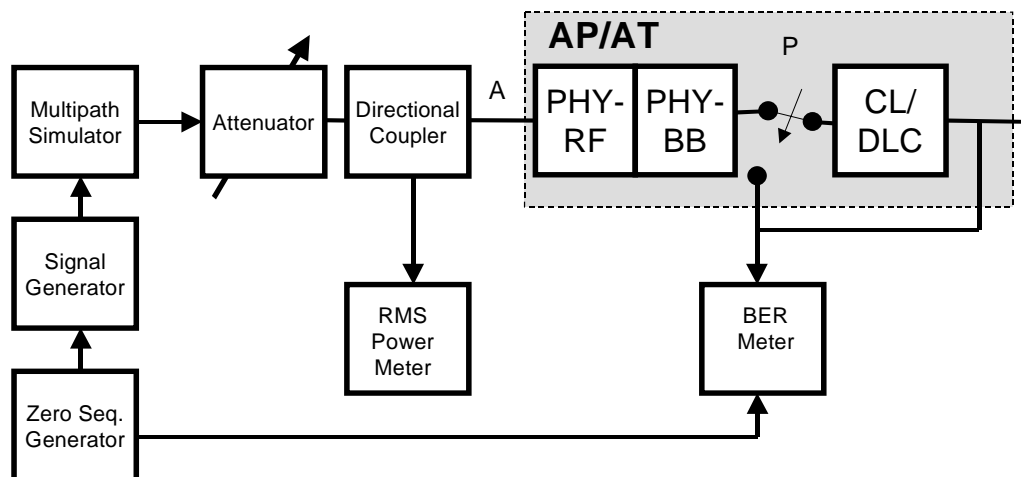 AP/AT
P
A
Multipath
Simulator
Attenuator
Directional
Coupler
PHY-
RF
PHY-
BB
CL/
DLC
Signal
Generator
RMS
Power
Meter
BER
Meter
Zero Seq.
Generator